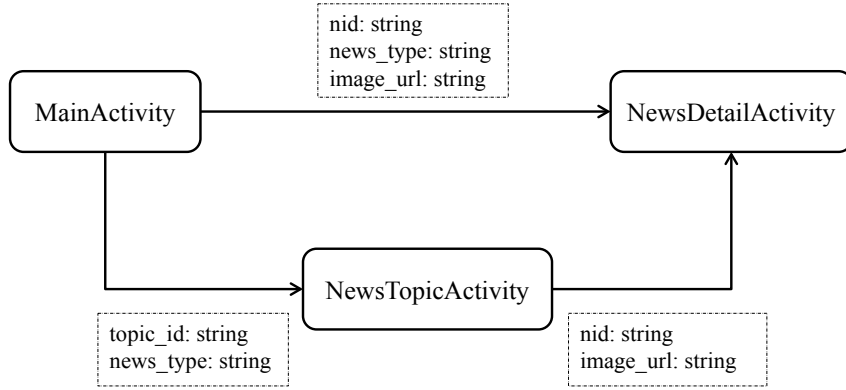 nid: string
news_type: string
image_url: string
MainActivity
NewsDetailActivity
NewsTopicActivity
topic_id: string
news_type: string
nid: string
image_url: string